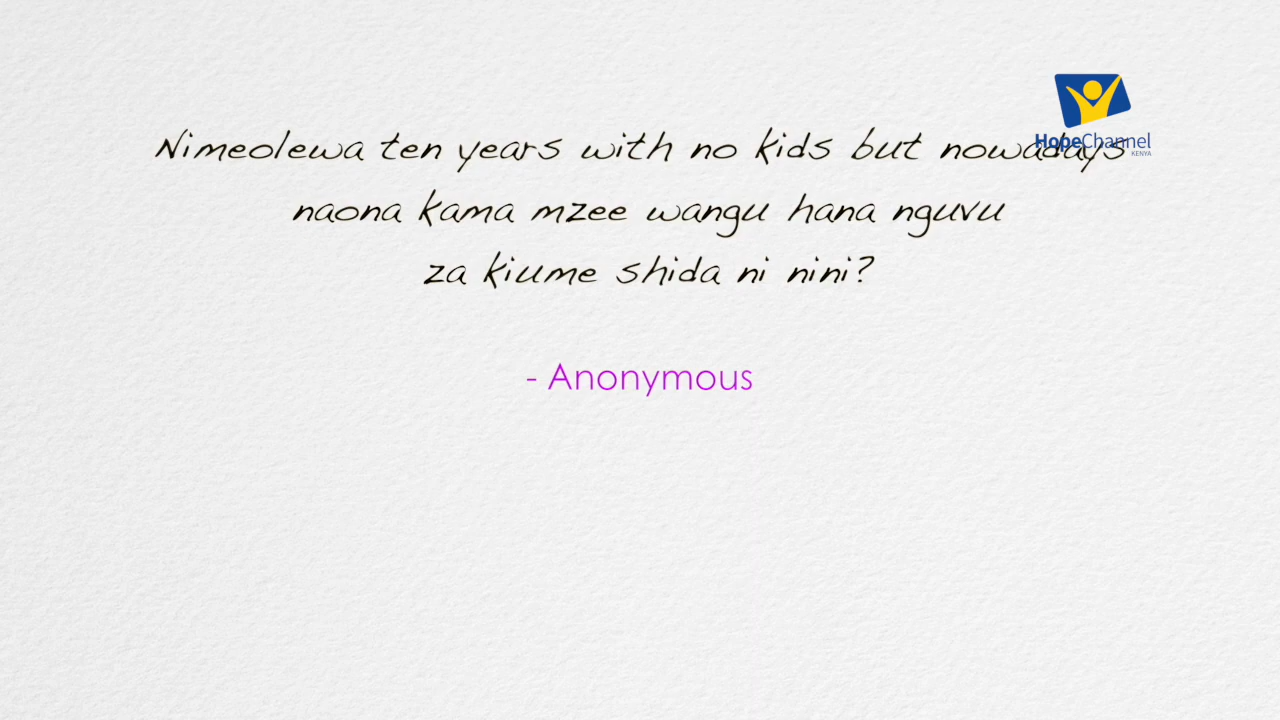 Nimeolewa ten years with no kids but nowadays
naona kama mzee wangu hana nguvu
za kiume shida ni nini?
- Anonymous
HopeChannel
KENYA